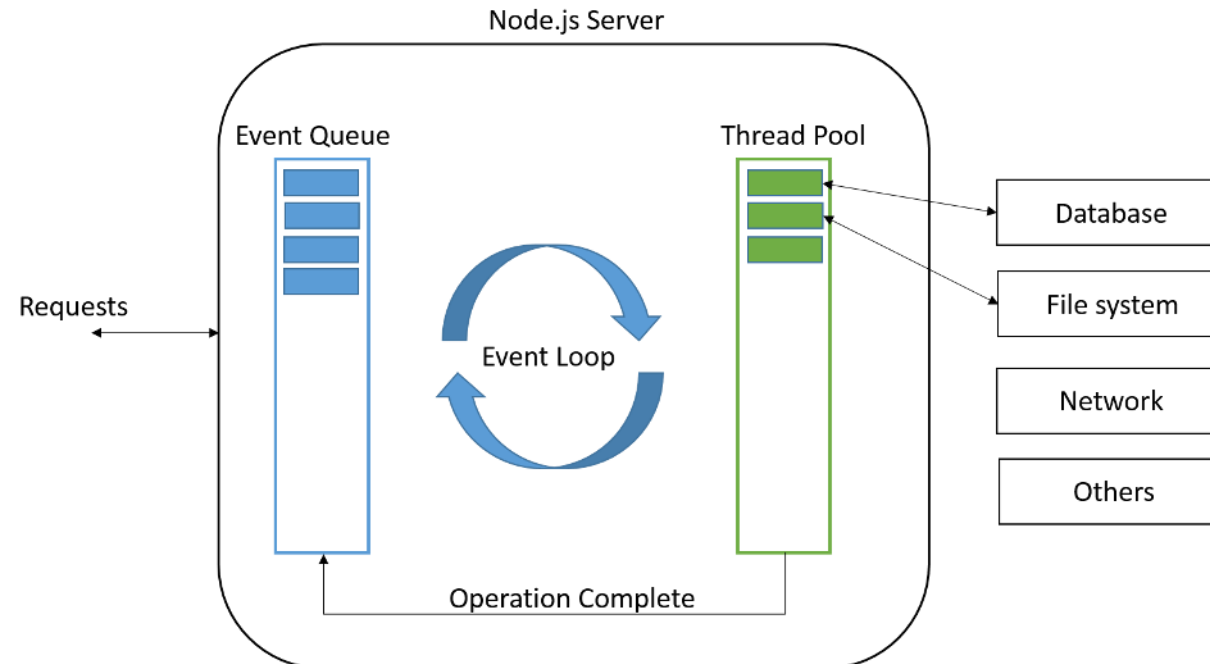 Node.js Server
Event Queue
Thread Pool
Database
File system
Requests
Event Loop
Network
Others
Operation Complete